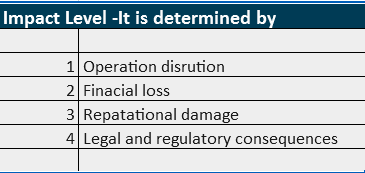 Impact Level -It is determined by
1 Operation disrution
2 Finacial loss
3 Repatational damage
4 Legal and regulatory consequences